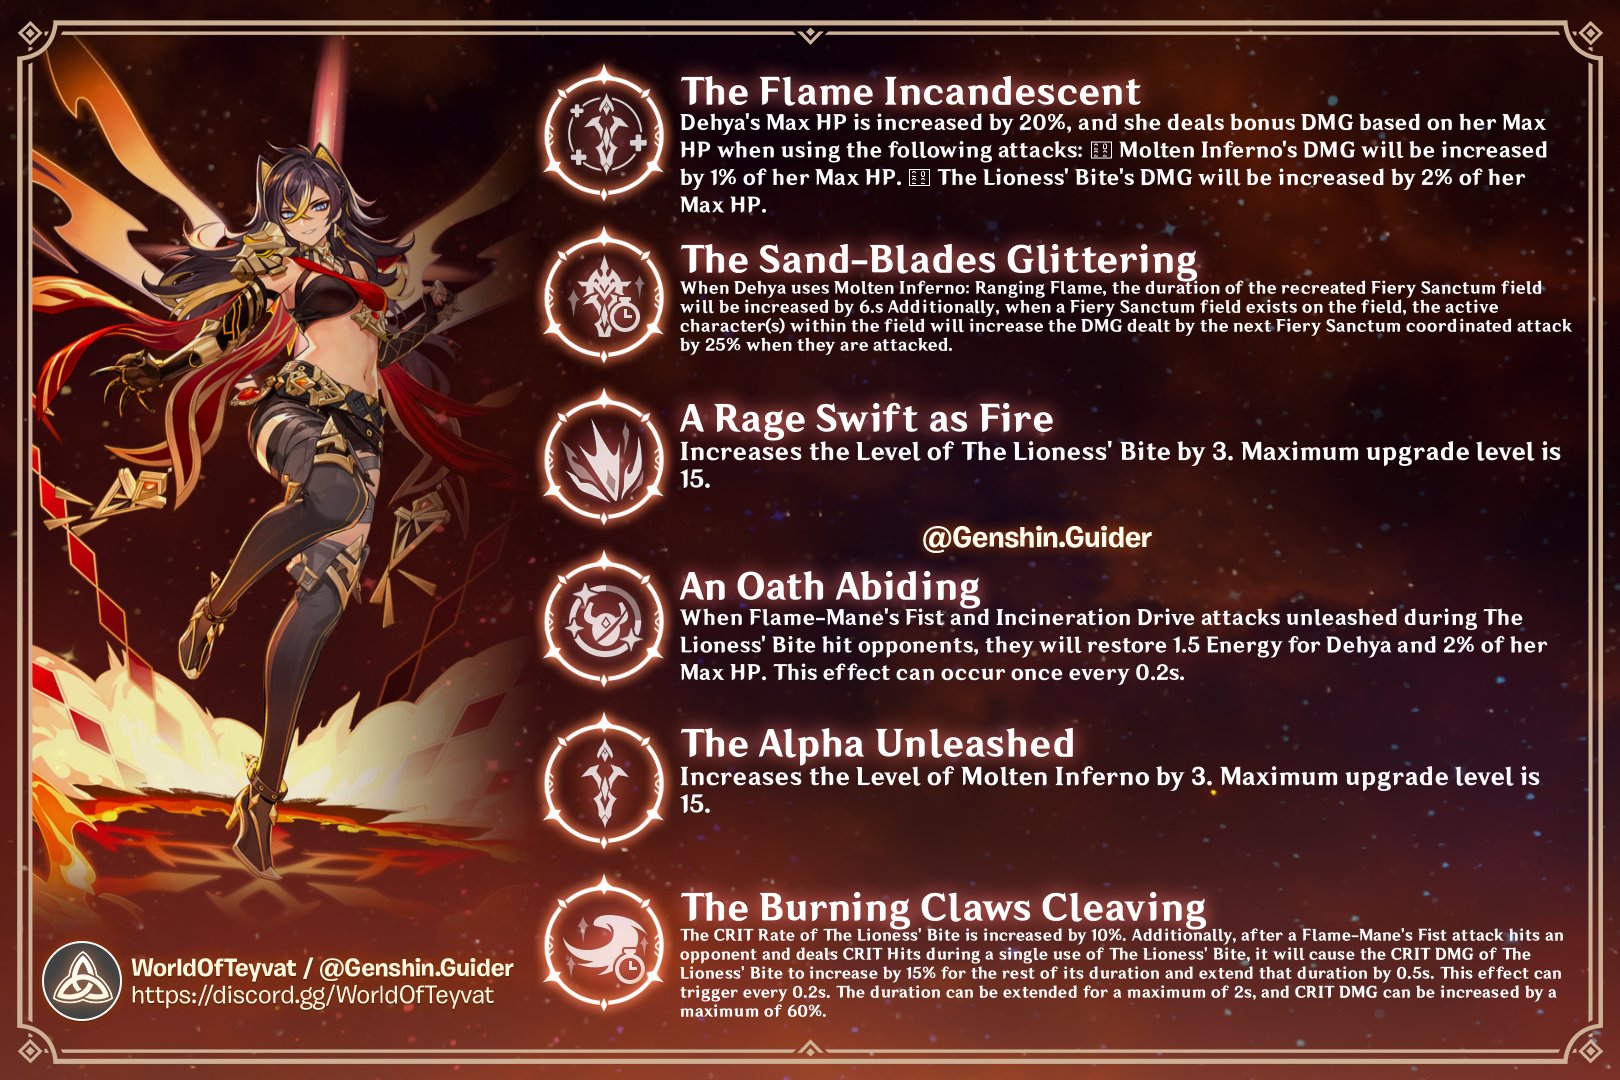 The Flame Incandescent
Dehya's Max HP is increased by 20%, and she deals bonus DMG based on her Max
HP when using the following attacks: Molten Inferno's DMG will be increased
by 1% of her Max HP. The Lioness' Bite's DMG will be increased by 2% of her
Max HP.
The Sand-Blades Glittering
When Dehya uses Molten Inferno: Ranging Flame, the duration of the recreated Fiery Sanctum field
will be increased by 6.s Additionally, when a Fiery Sanctum field exists on the field, the active
character(s) within the field will increase the DMG dealt by the next Fiery Sanctum coordinated attack
by 25% when they are attacked.
A Rage Swift as Fire
Increases the Level of The Lioness' Bite by 3. Maximum upgrade level is
15.
@Genshin.Guider
An Oath Abiding
When Flame-Mane's Fist and Incineration Drive attacks unleashed during The
Lioness' Bite hit opponents, they will restore 1.5 Energy for Dehya and 2% of her
Max HP. This effect can occur once every 0.2s.
The Alpha Unleashed
Increases the Level of Molten Inferno by 3. Maximum upgrade level is
15.
The Burning Claws Cleaving
The CRIT Rate of The Lioness' Bite is increased by 10%. Additionally, after a Flame-Mane's Fist attack hits an
opponent and deals CRIT Hits during a single use of The Lioness' Bite, it will cause the CRIT DMG of The
Lioness' Bite to increase by 15% for the rest of its duration and extend that duration by 0.5s. This effect can
trigger every 0.2s. The duration can be extended for a maximum of 2s, and CRIT DMG can be increased by a
maximum of 60%.
WorldOfTeyvat / @Genshin.Guider
https://discord.gg/WorldOfTeyvat